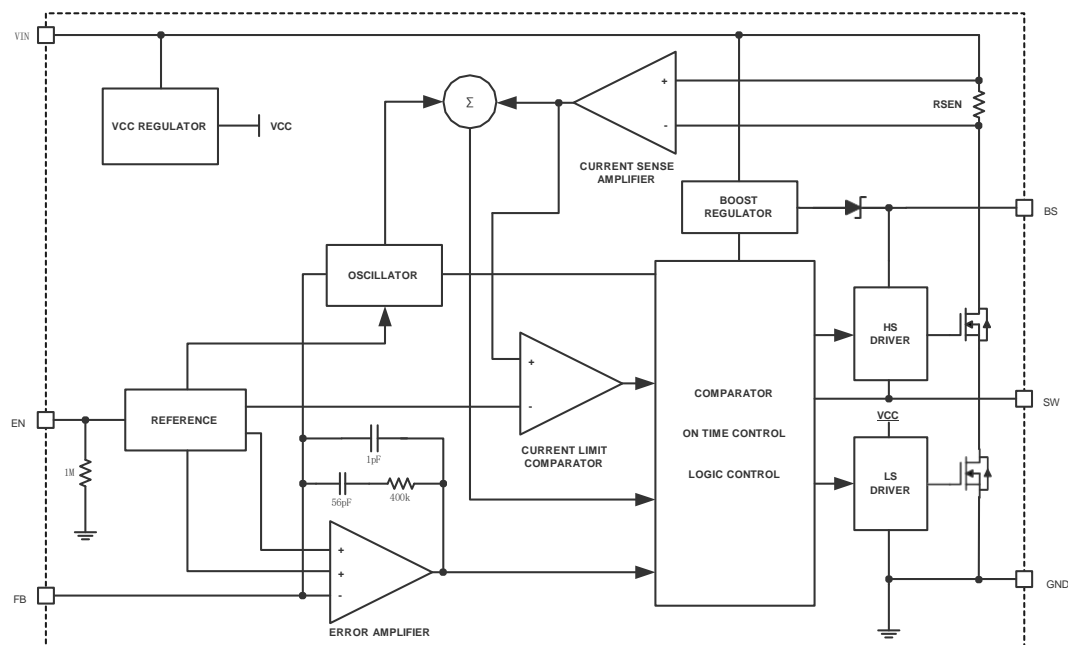 VIN
VCC REGULATOR
VCC
Σ
+
-
CURRENT SENSE
AMPLIFIER
RSEN
BOOST
REGULATOR
BS
OSCILLATOR
HS
DRIVER
+
-
CURRENT LIMIT
COMPARATOR
COMPARATOR
ON TIME CONTROL
LOGIC CONTROL
SW
EN
REFERENCE
VCC
LS
DRIVER
1M
1pF
56pF
400k
+
+
-
ERROR AMPLIFIER
FB
GND